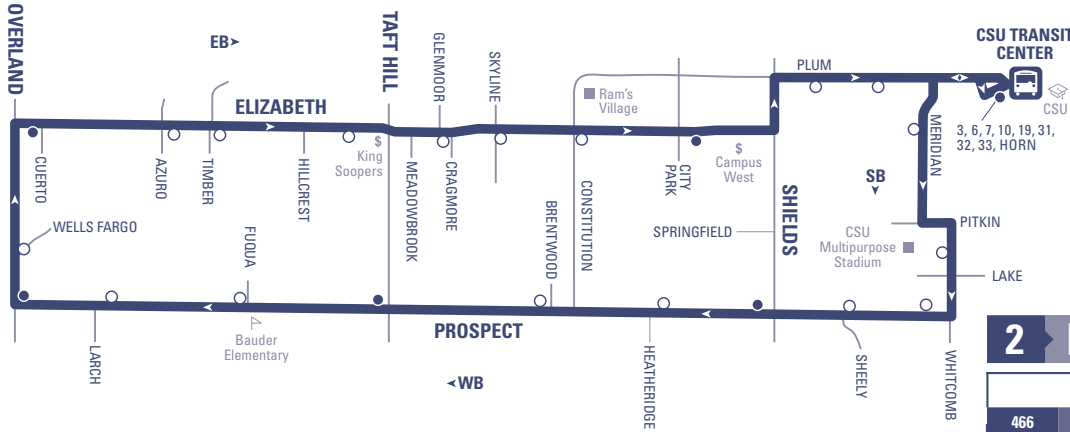 OVERLAND
EB
TAFT HILL
GLENMOOR
SKYLINE
CSU TRANSIT
CENTER
PLUM
ELIZABETH
Ram's
Village
CSU
3, 6, 7, 10, 19, 31,
32, 33, HORN
MERIDIAN
CUERTO
AZURO
TIMBER
HILLCREST
$
King
Soopers
MEADOWBROOK
CRAGMORE
CITY
PARK
$
Campus
West
SB
WELLS FARGO
FUQUA
BRENTWOOD
CONSTITUTION
SPRINGFIELD
SHIELDS
CSU
Multipurpose
Stadium
PITKIN
LAKE
PROSPECT
Bauder
Elementary
LARCH
WB
HEATHERIDGE
SHEELY
WHITCOMB
2
466